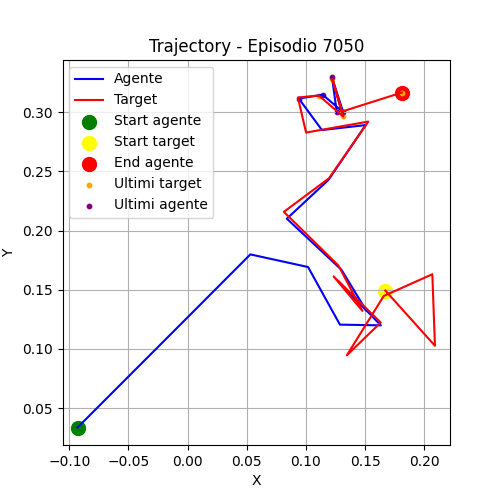 Trajectory - Episodio 7050
Agente
Target
Start agente
Start target
End agente
Ultimi target
Ultimi agente
Y
0.30
0.25
0.20
0.15
0.10
0.05
−0.10 −0.05 0.00 0.05 0.10 0.15 0.20
X